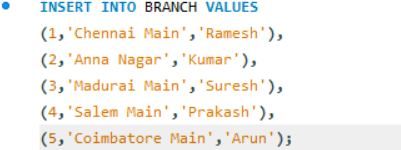 INSERT INTO BRANCH VALUES
(1,'Chennai Main','Ramesh'),
(2,'Anna Nagar','Kumar'),
(3,'Madurai Main','Suresh'),
(4,'Salem Main','Prakash'),
(5,'Coimbatore Main','Arun');